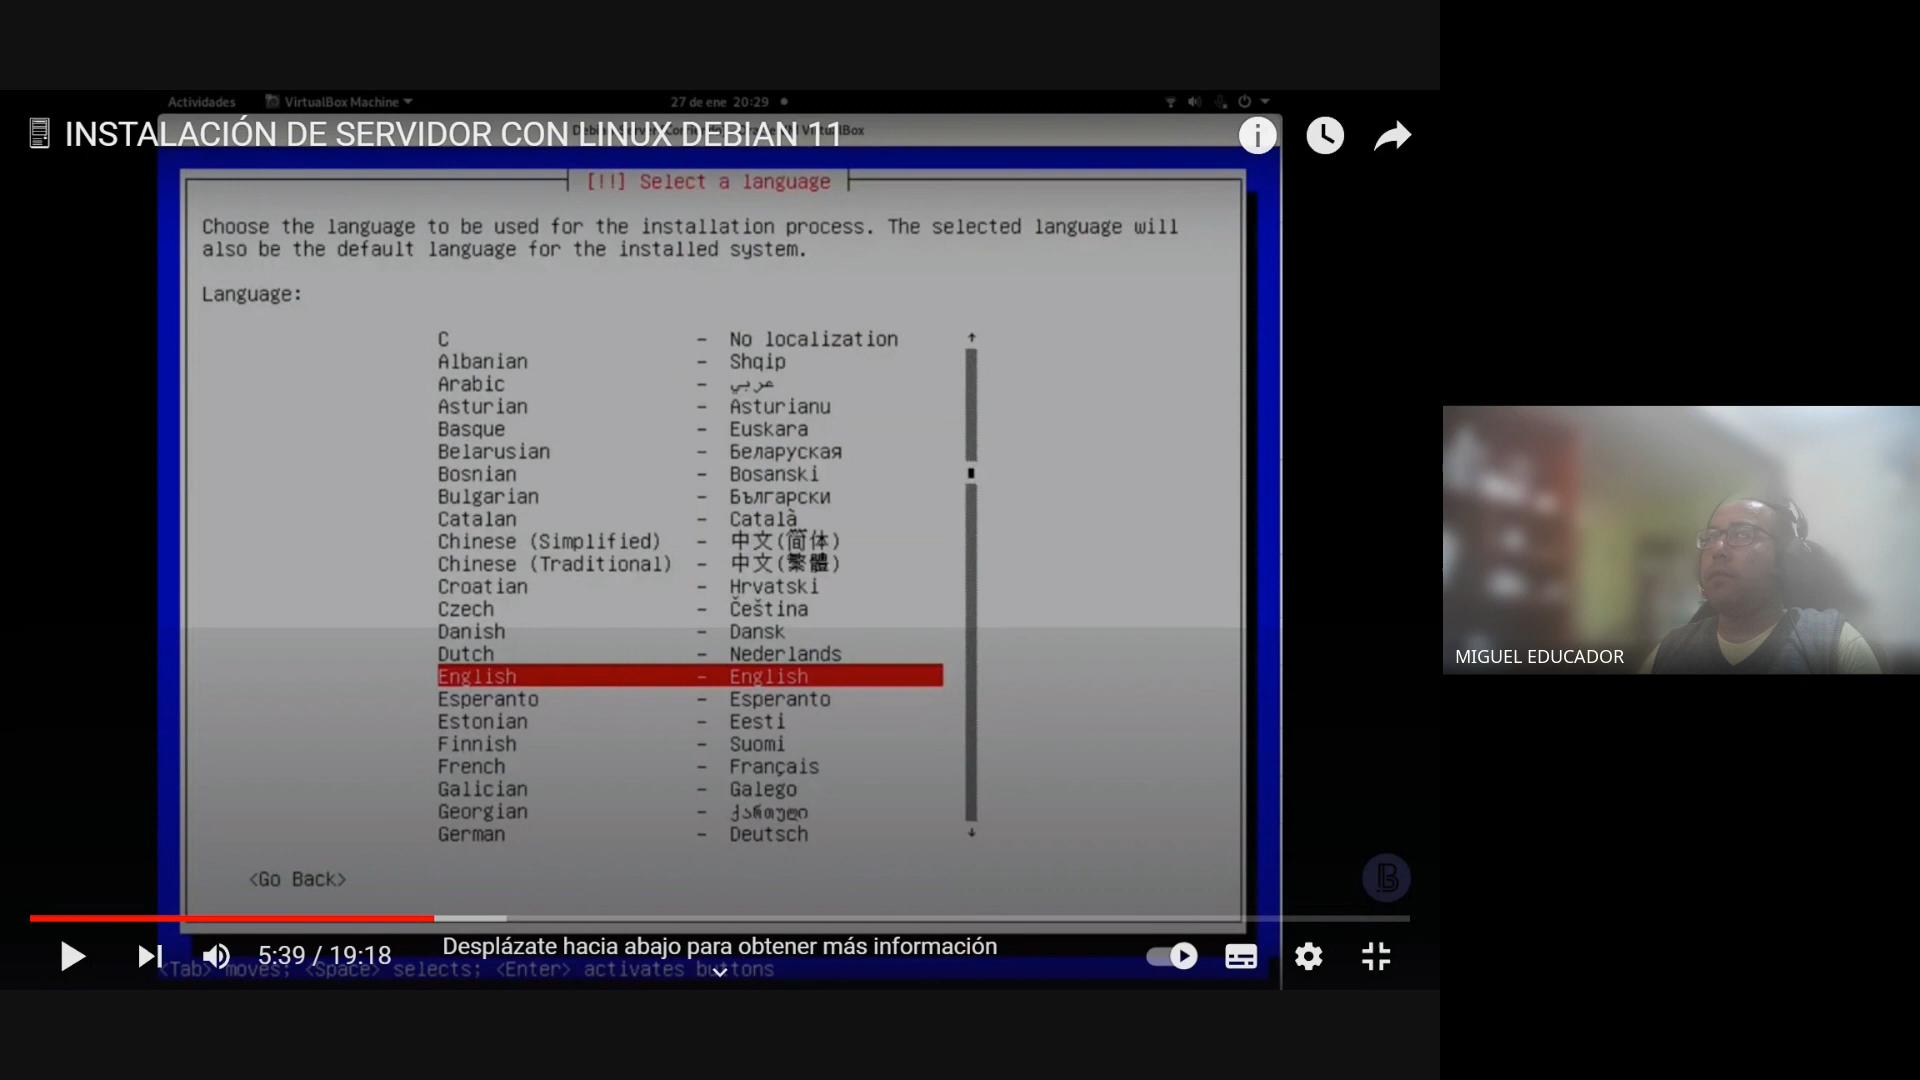 Actividades VirtualBox Machine 27 de ene 20:29
INSTALACIÓN DE SERVIDOR CON LINUX DEBIAN 11
[!!] Select a language
Choose the language to be used for the installation process. The selected language will
also be the default language for the installed system.
Language:
C - No localization
Albanian - Shqip
Arabic - عربي
Asturian - Asturianu
Basque - Euskara
Belarusian - Беларуская
Bosnian - Bosanski
Bulgarian - Български
Catalan - Català
Chinese (Simplified) - 中文(简体)
Chinese (Traditional) - 中文(繁體)
Croatian - Hrvatski
Czech - Čeština
Danish - Dansk
Dutch - Nederlands
English - English
Esperanto - Esperanto
Estonian - Eesti
Finnish - Suomi
French - Français
Galician - Galego
Georgian - ქართული
German - Deutsch
<Go Back>
5:39 / 19:18 Desplázate hacia abajo para obtener más información
<Tab> moves; <Space> selects; <Enter> activates buttons
MIGUEL EDUCADOR